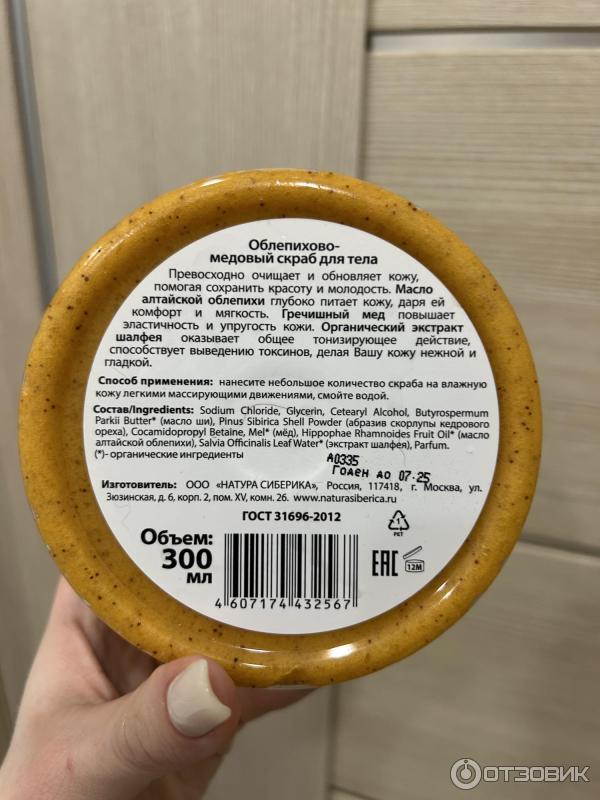 Облепихово-
медовый скраб для тела
Превосходно очищает и обновляет кожу,
помогая сохранить красоту и молодость. Масло
алтайской облепихи глубоко питает кожу, даря ей
комфорт и мягкость. Гречишный мед повышает
эластичность и упругость кожи. Органический экстракт
шалфея оказывает общее тонизирующее действие,
способствует выведению токсинов, делая Вашу кожу нежной и
гладкой.
Способ применения: нанесите небольшое количество скраба на влажную
кожу легкими массирующими движениями, смойте водой.
Состав/Ingredients: Sodium Chloride, Glycerin, Cetearyl Alcohol, Butyrospermum
Parkii Butter* (масло ши), Pinus Sibirica Shell Powder (абразив скорлупы кедрового
ореха), Cocamidopropyl Betaine, Mel* (мёд), Hippophae Rhamnoides Fruit Oil* (масло
алтайской облепихи), Salvia Officinalis Leaf Water* (экстракт шалфея), Parfum.
(*)- органические ингредиенты
A0335
Годен до 07.25
Изготовитель: ООО «НАТУРА СИБЕРИКА», Россия, 117418, г. Москва, ул.
Зюзинская, д. 6, корп. 2, пом. XV, комн. 26. www.naturasiberica.ru
ГОСТ 31696-2012
Объем:
300
мл
4 607174 432567
1
PET
EAC
12M
ОТЗОВИК